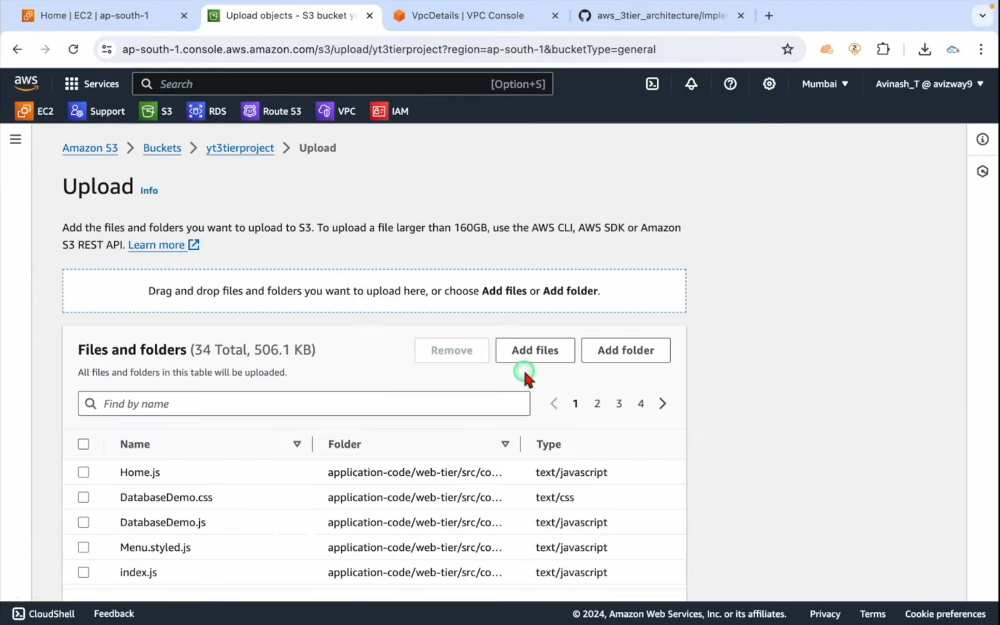 Home | EC2 | ap-south-1
Upload objects - S3 bucket y
VpcDetails | VPC Console
aws_3tier_architecture/Imple
ap-south-1.console.aws.amazon.com/s3/upload/yt3tierproject?region=ap-south-1&bucketType=general
aws
Services
Search
[Option+S]
Mumbai
Avinash_T @ avizway9
EC2
Support
S3
RDS
Route 53
VPC
IAM
Amazon S3
Buckets
yt3tierproject
Upload
Upload
Info
Add the files and folders you want to upload to S3. To upload a file larger than 160GB, use the AWS CLI, AWS SDK or Amazon
S3 REST API. Learn more
Drag and drop files and folders you want to upload here, or choose Add files or Add folder.
Files and folders (34 Total, 506.1 KB)
Remove
Add files
Add folder
All files and folders in this table will be uploaded.
Find by name
1 2 3 4
Name Folder Type
Home.js application-code/web-tier/src/co... text/javascript
DatabaseDemo.css application-code/web-tier/src/co... text/css
DatabaseDemo.js application-code/web-tier/src/co... text/javascript
Menu.styled.js application-code/web-tier/src/co... text/javascript
index.js application-code/web-tier/src/co... text/javascript
CloudShell
Feedback
© 2024, Amazon Web Services, Inc. or its affiliates.
Privacy
Terms
Cookie preferences